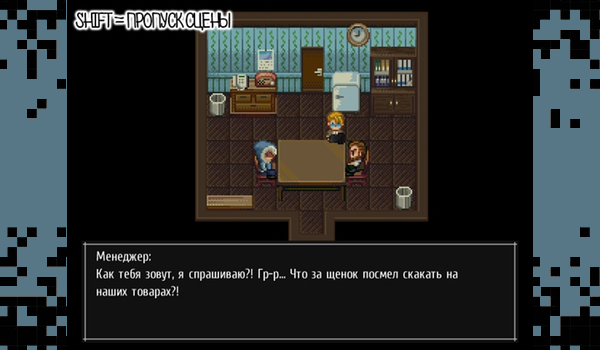 SHIFT = ПРОПУСК СЦЕНЫ
Менеджер:
Как тебя зовут, я спрашиваю?! Гр-р... Что за щенок посмел скакать на
наших товарах?!